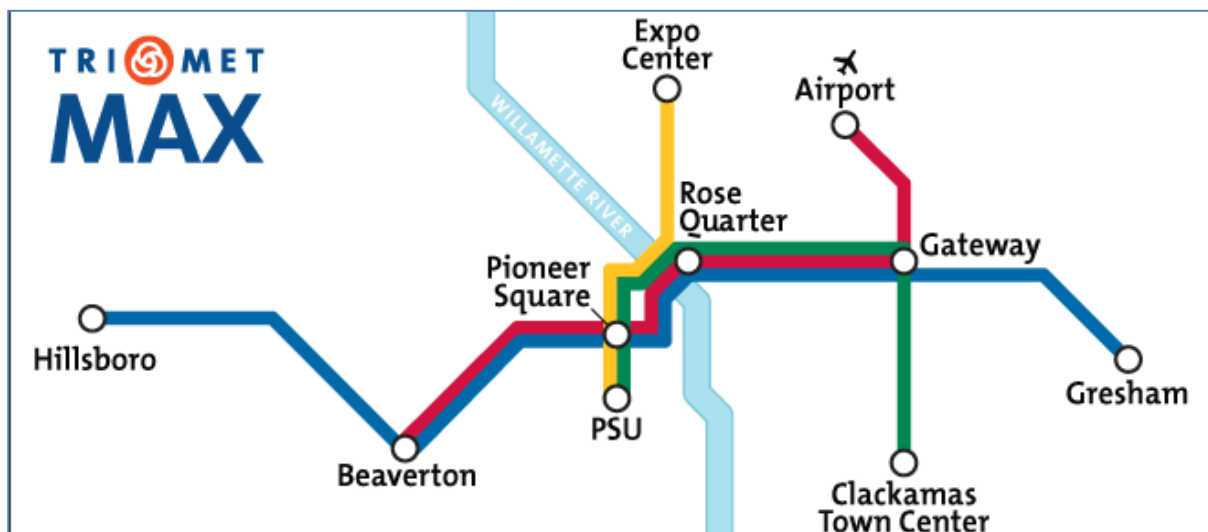 TRI MET
MAX
WILLAMETTE RIVER
Expo
Center
Airport
Rose
Quarter
Gateway
Pioneer
Square
Hillsboro
Beaverton
PSU
Gresham
Clackamas
Town Center